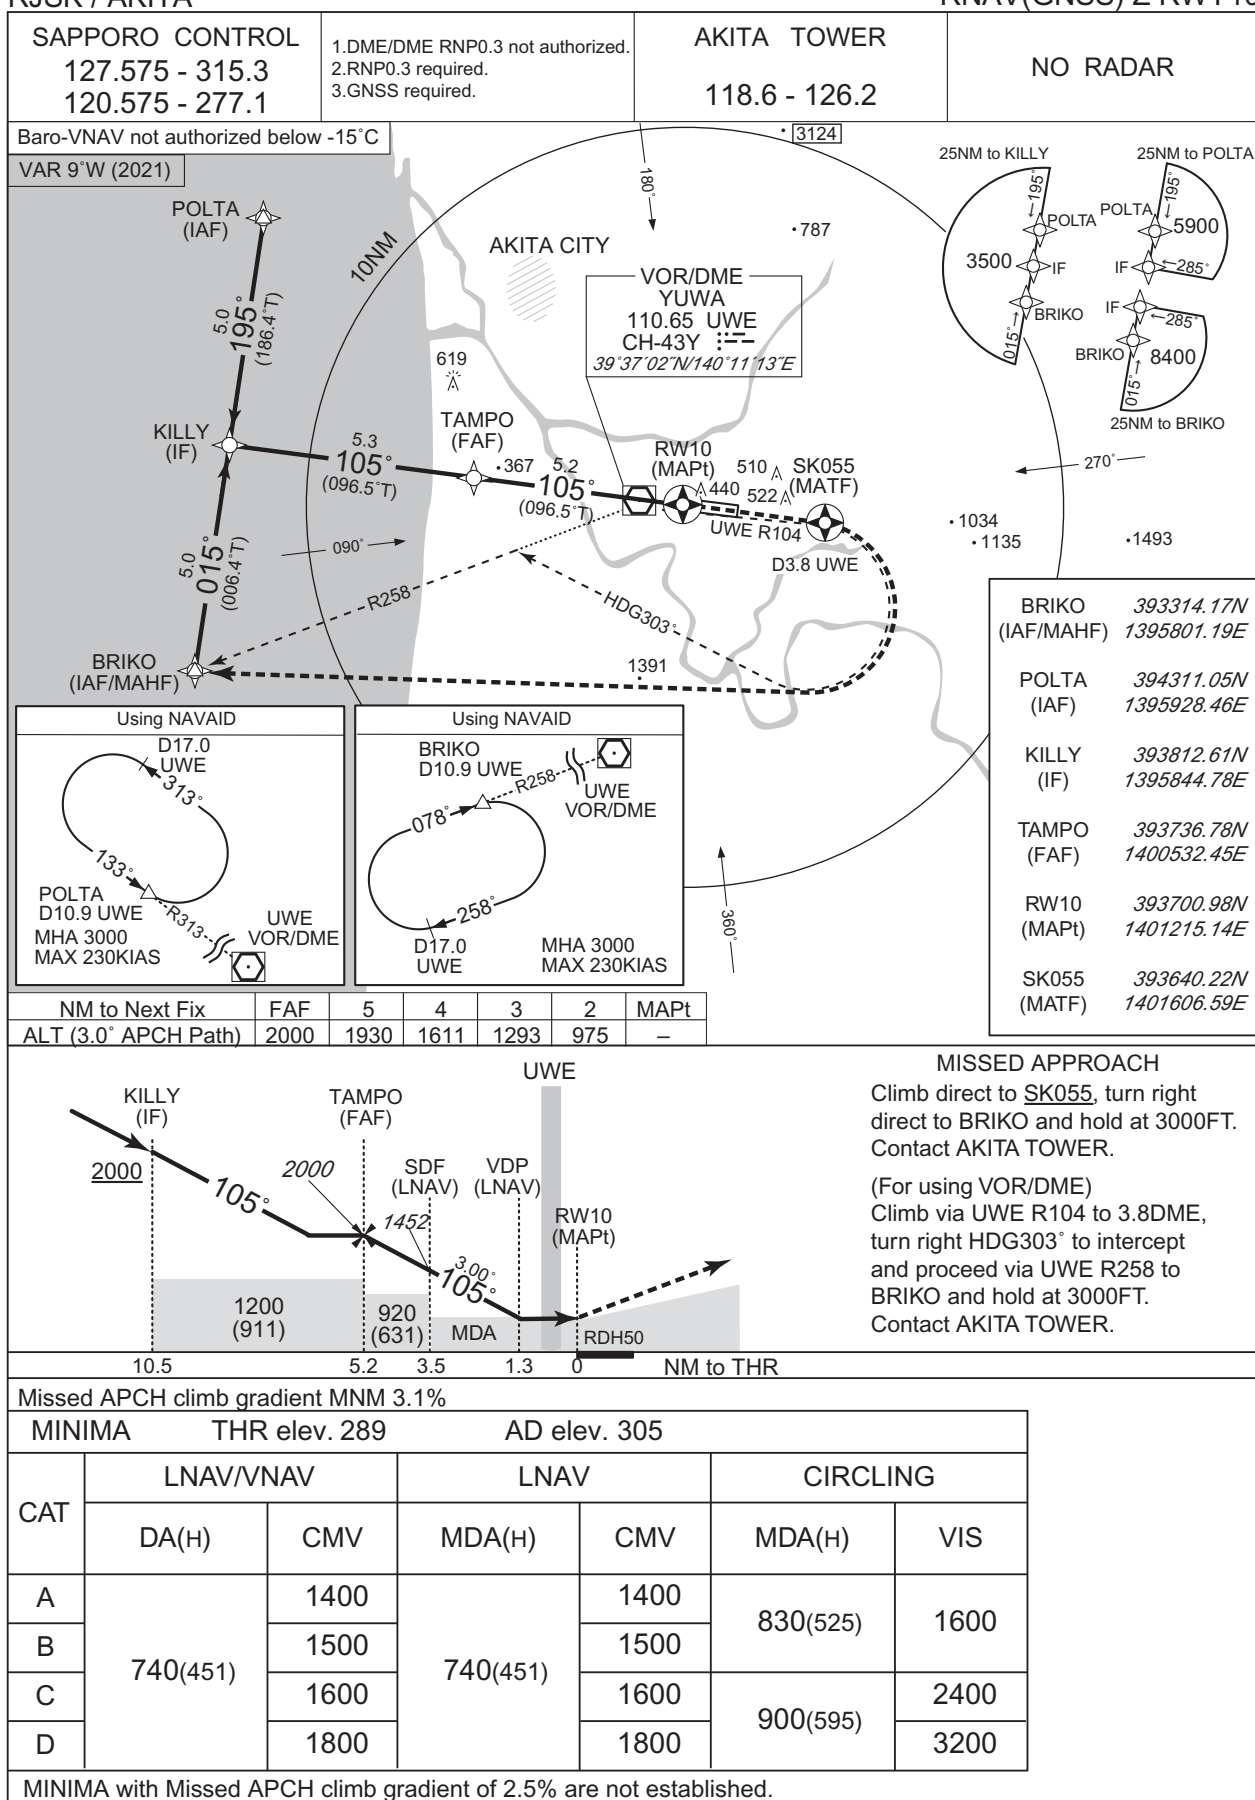 RJSK / AKITA
RNAV(GNSS) Z RWY 10
SAPPORO CONTROL
127.575 - 315.3
120.575 - 277.1
1.DME/DME RNP0.3 not authorized.
2.RNP0.3 required.
3.GNSS required.
AKITA TOWER
118.6 - 126.2
NO RADAR
Baro-VNAV not authorized below -15˚C
VAR 9˚W (2021)
3124
180˚
787
25NM to KILLY
←195˚
POLTA
3500
IF
BRIKO
015˚→
25NM to POLTA
←195˚
POLTA
5900
IF
←285˚
IF
←285˚
BRIKO
8400
015˚→
25NM to BRIKO
POLTA
(IAF)
10NM
AKITA CITY
VOR/DME
YUWA
110.65 UWE
CH-43Y
39˚37´02˝N/140˚11´13˝E
5.0
195˚
(186.4˚T)
619
KILLY
(IF)
5.3
105˚
(096.5˚T)
TAMPO
(FAF)
367
5.2
105˚
(096.5˚T)
RW10
(MAPt)
440
510
522
SK055
(MATF)
UWE R104
D3.8 UWE
270˚
1034
1135
1493
090˚
5.0
015˚
(006.4˚T)
R258
HDG303˚
BRIKO
(IAF/MAHF)
1391
360˚
BRIKO 393314.17N
(IAF/MAHF) 1395801.19E
POLTA 394311.05N
(IAF) 1395928.46E
KILLY 393812.61N
(IF) 1395844.78E
TAMPO 393736.78N
(FAF) 1400532.45E
RW10 393700.98N
(MAPt) 1401215.14E
SK055 393640.22N
(MATF) 1401606.59E
Using NAVAID
D17.0
UWE
313˚
133˚
POLTA
D10.9 UWE
MHA 3000
MAX 230KIAS
R313
UWE
VOR/DME
Using NAVAID
BRIKO
D10.9 UWE
R258
UWE
VOR/DME
078˚
258˚
D17.0
UWE
MHA 3000
MAX 230KIAS
NM to Next Fix FAF 5 4 3 2 MAPt
ALT (3.0˚ APCH Path) 2000 1930 1611 1293 975 –
UWE
KILLY
(IF)
TAMPO
(FAF)
2000
2000
SDF
(LNAV)
VDP
(LNAV)
RW10
(MAPt)
105˚
1452
3.00˚
105˚
1200
(911)
920
(631)
MDA
RDH50
10.5 5.2 3.5 1.3 0 NM to THR
MISSED APPROACH
Climb direct to SK055, turn right
direct to BRIKO and hold at 3000FT.
Contact AKITA TOWER.
(For using VOR/DME)
Climb via UWE R104 to 3.8DME,
turn right HDG303˚ to intercept
and proceed via UWE R258 to
BRIKO and hold at 3000FT.
Contact AKITA TOWER.
Missed APCH climb gradient MNM 3.1%
MINIMA THR elev. 289 AD elev. 305
CAT LNAV/VNAV LNAV CIRCLING
DA(H) CMV MDA(H) CMV MDA(H) VIS
A 740(451) 1400 740(451) 1400 830(525) 1600
B 1500 1500
C 1600 1600 900(595) 2400
D 1800 1800 3200
MINIMA with Missed APCH climb gradient of 2.5% are not established.